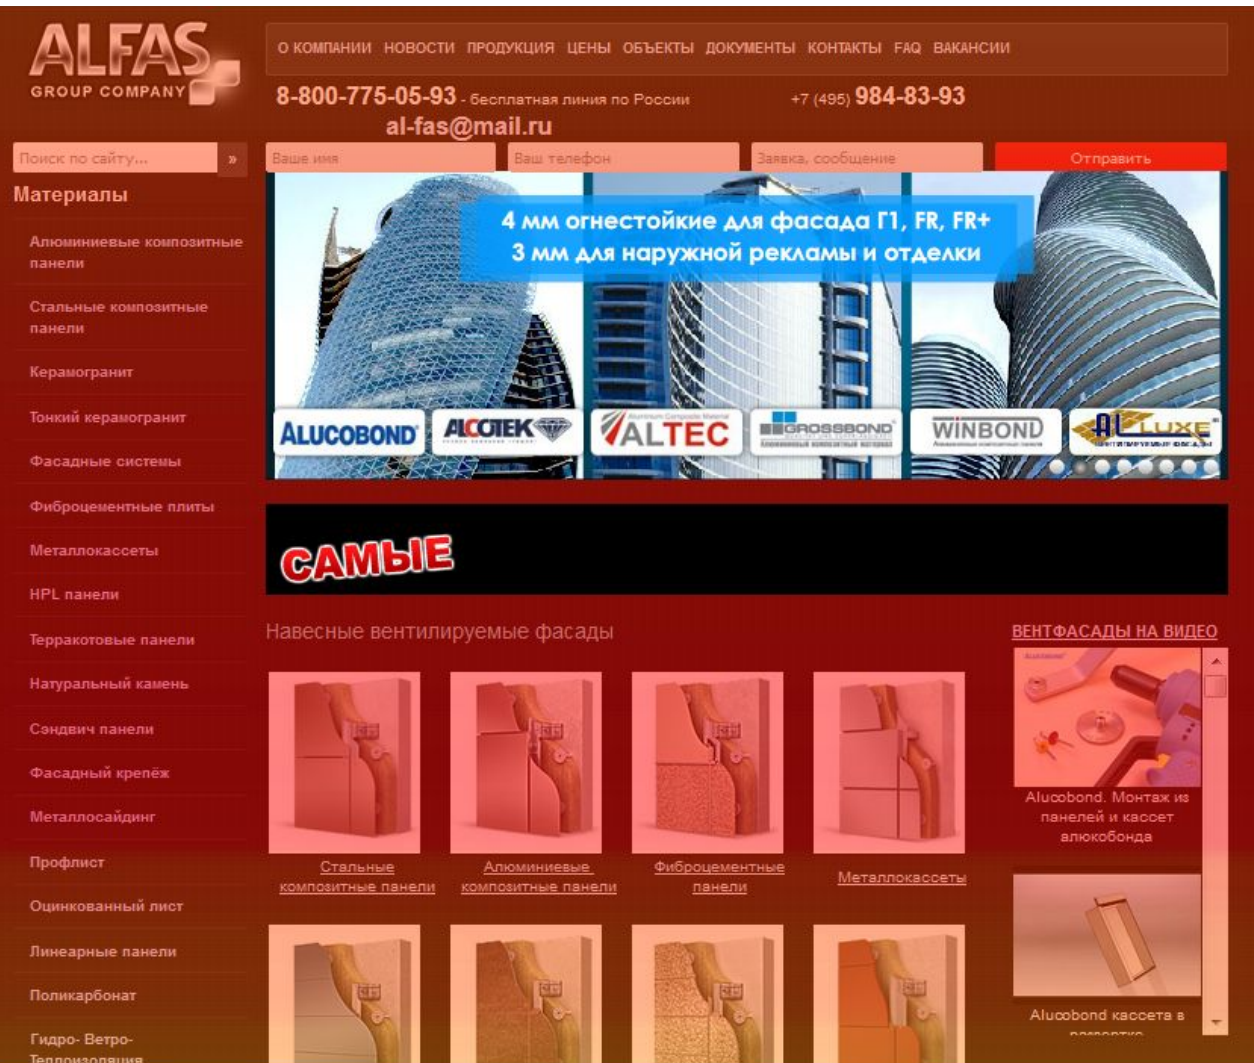 ALFAS
GROUP COMPANY
О КОМПАНИИ НОВОСТИ ПРОДУКЦИЯ ЦЕНЫ ОБЪЕКТЫ ДОКУМЕНТЫ КОНТАКТЫ FAQ ВАКАНСИИ
8-800-775-05-93 - бесплатная линия по России +7 (495) 984-83-93
al-fas@mail.ru
Поиск по сайту... »
Ваше имя Ваш телефон Заявка, сообщение Отправить
Материалы
Алюминиевые композитные
панели
Стальные композитные
панели
Керамогранит
Тонкий керамогранит
Фасадные системы
Фиброцементные плиты
Металлокассеты
HPL панели
Терракотовые панели
Натуральный камень
Сэндвич панели
Фасадный крепёж
Металлосайдинг
Профлист
Оцинкованный лист
Линеарные панели
Поликарбонат
Гидро- Ветро-
Теплоизоляция
4 мм огнестойкие для фасада Г1, FR, FR+
3 мм для наружной рекламы и отделки
ALUCOBOND
ALCOTEK
Aluminium Composite Material
ALTEC
GROSSBOND
WINBOND
ALLUXE
САМЫЕ
Навесные вентилируемые фасады
Стальные
композитные панели
Алюминиевые
композитные панели
Фиброцементные
панели
Металлокассеты
ВЕНТФАСАДЫ НА ВИДЕО
Alucobond. Монтаж из
панелей и кассет
алюкобонда
Alucobond кассета в
развертке